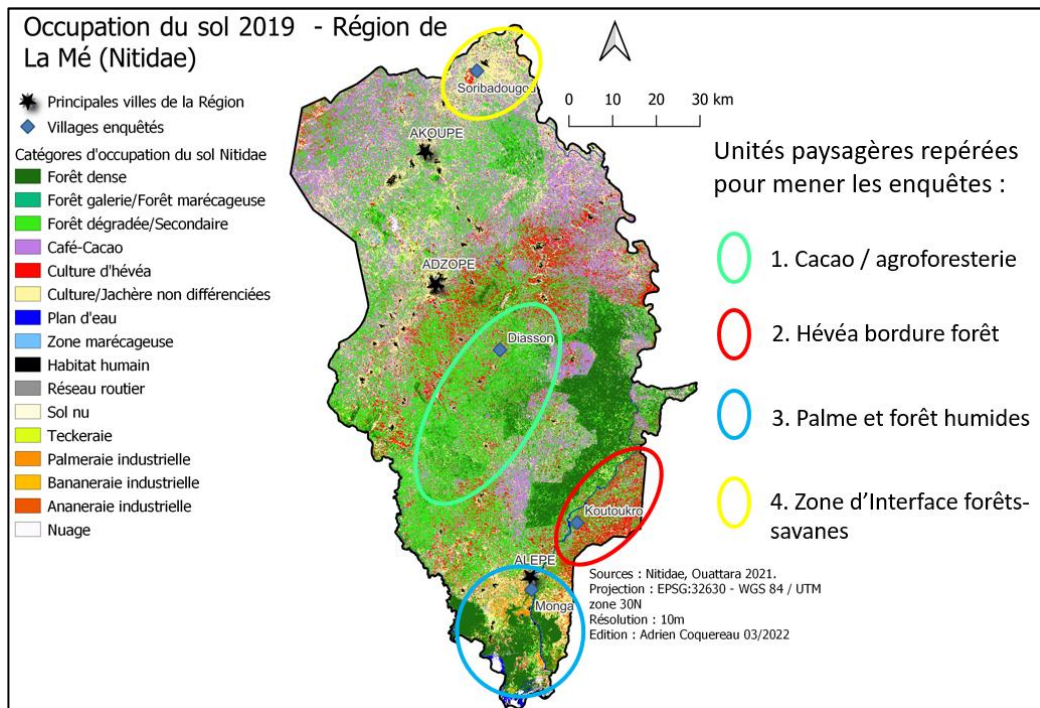 Occupation du sol 2019 - Région de
La Mé (Nitidae)
Principales villes de la Région
Villages enquêtés
Catégores d'occupation du sol Nitidae
Forêt dense
Forêt galerie/Forêt marécageuse
Forêt dégradée/Secondaire
Café-Cacao
Culture d'hévéa
Culture/Jachère non différenciées
Plan d'eau
Zone marécageuse
Habitat humain
Réseau routier
Sol nu
Teckeraie
Palmeraie industrielle
Bananeraie industrielle
Ananeraie industrielle
Nuage
Soribadougou
AKOUPE
ADZOPE
Diasson
Koutoukro
ALEPE
Monga
0 10 20 30 km
Unités paysagères repérées
pour mener les enquêtes :
1. Cacao / agroforesterie
2. Hévéa bordure forêt
3. Palme et forêt humides
4. Zone d'Interface forêts-
savanes
Sources : Nitidae, Ouattara 2021.
Projection : EPSG:32630 - WGS 84 / UTM
zone 30N
Résolution : 10m
Edition : Adrien Coquereau 03/2022